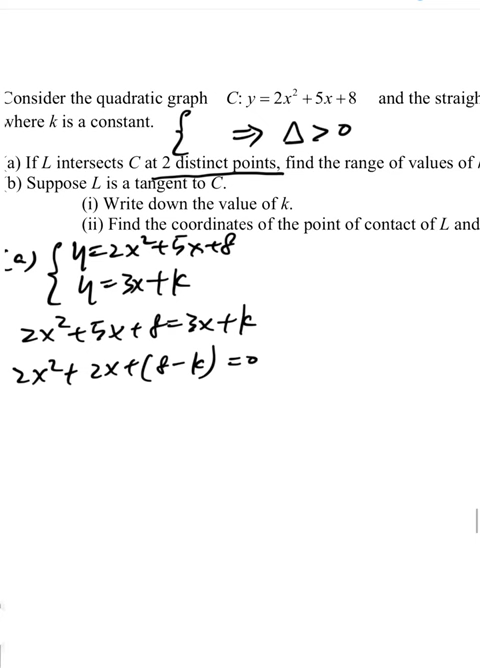 Consider the quadratic graph C: y = 2x² + 5x + 8 and the straigh
where k is a constant.
{ ⇒ Δ > 0
a) If L intersects C at 2 distinct points, find the range of values of
b) Suppose L is a tangent to C.
(i) Write down the value of k.
(ii) Find the coordinates of the point of contact of L and
a) { y = 2x² + 5x + 8
y = 3x + k
2x² + 5x + 8 = 3x + k
2x² + 2x + (8 - k) = 0